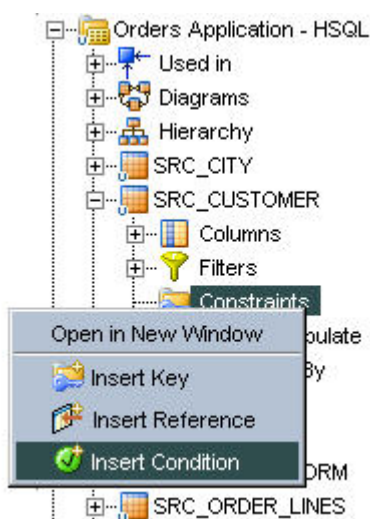 Orders Application - HSQL
Used in
Diagrams
Hierarchy
SRC_CITY
SRC_CUSTOMER
Columns
Filters
Constraints
Open in New Window
Insert Key
Insert Reference
Insert Condition
SRC_ORDER_LINES